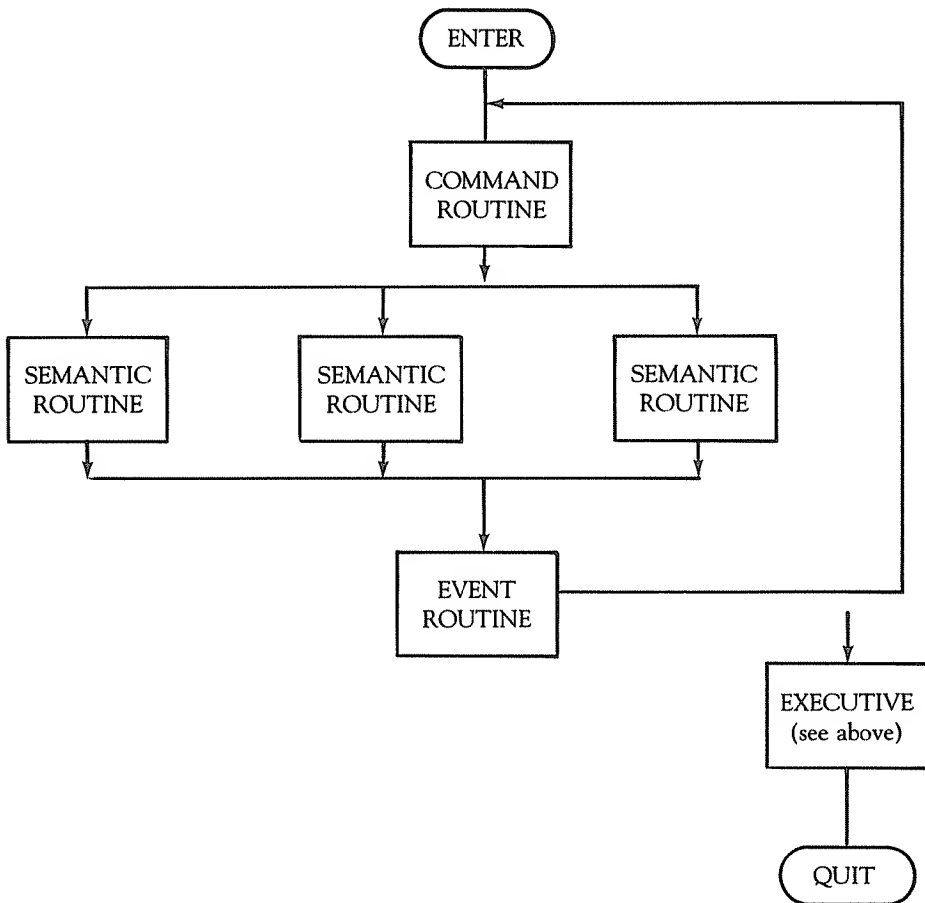 ENTER
COMMAND
ROUTINE
SEMANTIC
ROUTINE
SEMANTIC
ROUTINE
SEMANTIC
ROUTINE
EVENT
ROUTINE
EXECUTIVE
(see above)
QUIT